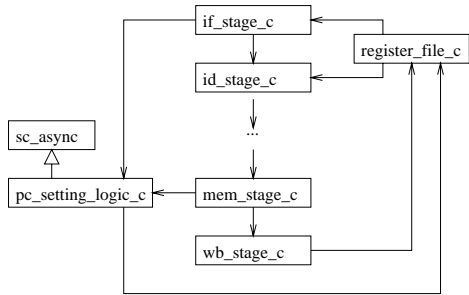 if_stage_c
register_file_c
id_stage_c
...
sc_async
pc_setting_logic_c
mem_stage_c
wb_stage_c